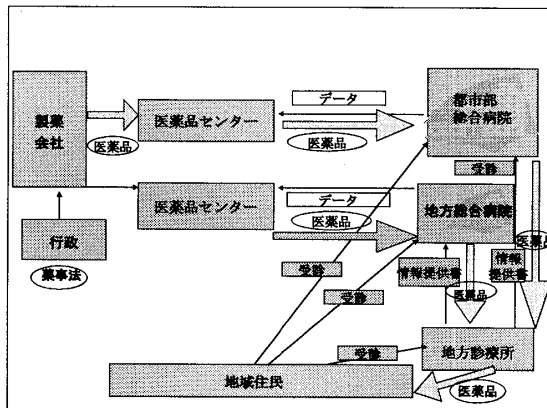 データ
都市部
総合病院
製薬
会社
医薬品センター
医薬品
医薬品
受診
医薬品センター
データ
医薬品
地方総合病院
行政
薬事法
医薬品
情報
提供書
情報提供書
医薬品
受診
受診
受診
地方診療所
地域住民
医薬品